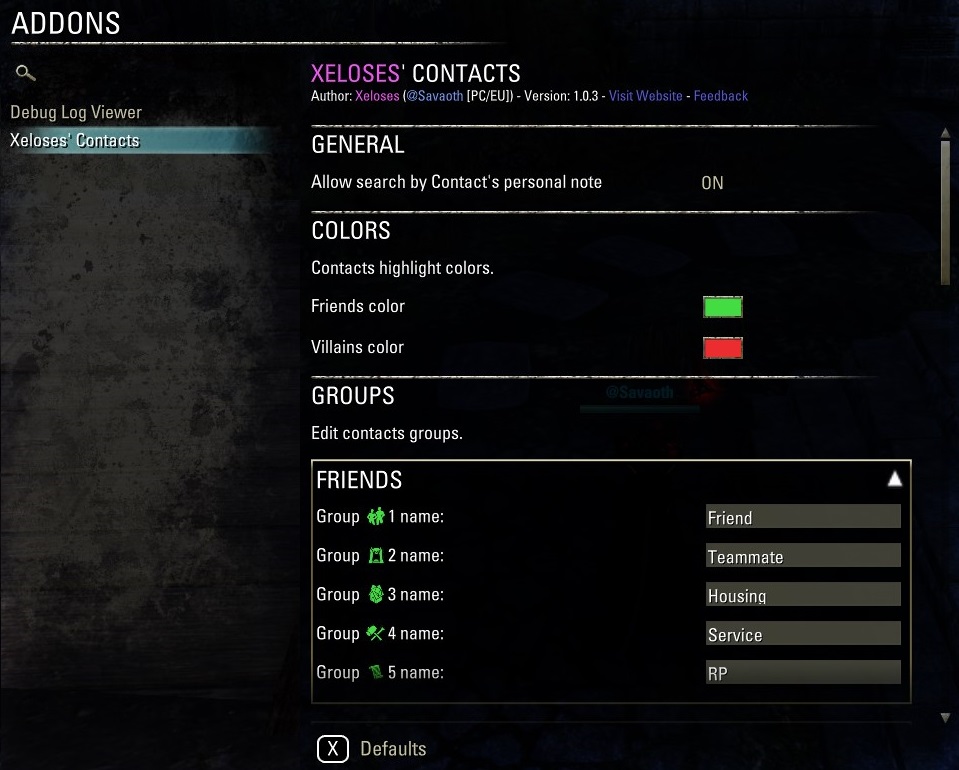 ADDONS
Debug Log Viewer
Xeloses' Contacts
XELOSES' CONTACTS
Author: Xeloses (@Savaoth [PC/EU]) - Version: 1.0.3 - Visit Website - Feedback
GENERAL
Allow search by Contact's personal note ON
COLORS
Contacts highlight colors.
Friends color
Villains color
GROUPS
@Savaoth
Edit contacts groups.
FRIENDS
Group 1 name: Friend
Group 2 name: Teammate
Group 3 name: Housing
Group 4 name: Service
Group 5 name: RP
X Defaults